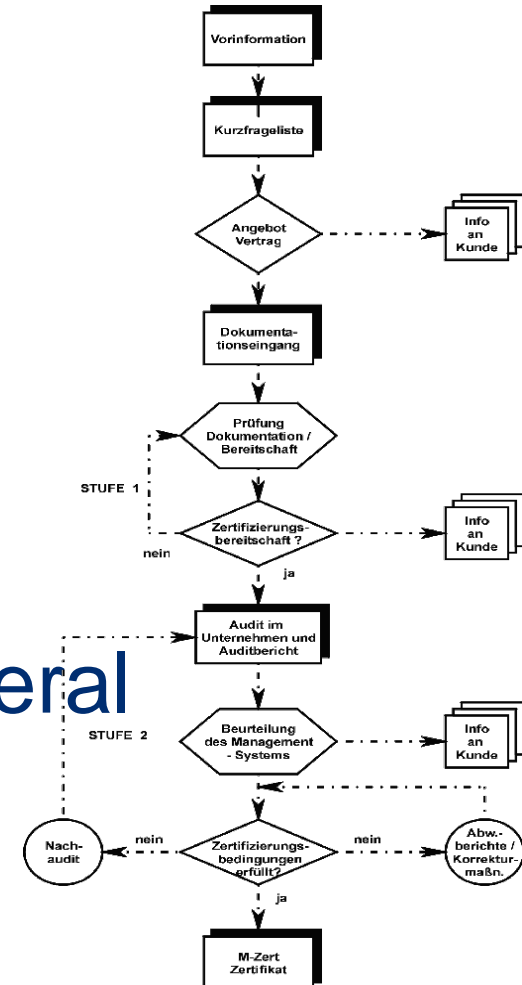 Vorinformation
Kurzfrageliste
Angebot
Vertrag
Info
an
Kunde
Dokumenta-
tionseingang
Prüfung
Dokumentation /
Bereitschaft
STUFE 1
Zertifizierungs-
bereitschaft ?
nein
Info
an
Kunde
ja
Audit im
Unternehmen und
Auditbericht
eral
STUFE 2
Beurteilung
des Management
- Systems
Info
an
Kunde
Nach-
audit
nein
Zertifizierungs-
bedingungen
erfüllt?
nein
Abw.-
berichte /
Korrektur-
maßn.
ja
M-Zert
Zertifikat